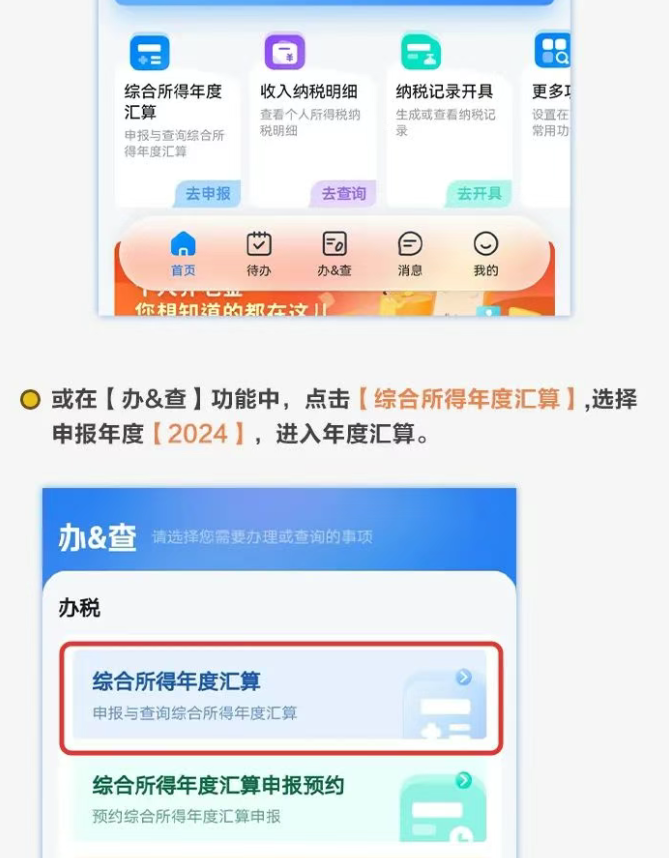 综合所得年度
汇算
申报与查询综合所
得年度汇算
去申报
收入纳税明细
查看个人所得税纳
税明细
去查询
纳税记录开具
生成或查看纳税记
录
去开具
更多
设置在
常用功
首页
待办
办&查
消息
我的
您想知道的都在这儿
或在【办&查】功能中，点击【综合所得年度汇算】,选择
申报年度【2024】，进入年度汇算。
办&查
请选择您需要办理或查询的事项
办税
综合所得年度汇算
申报与查询综合所得年度汇算
综合所得年度汇算申报预约
预约综合所得年度汇算申报